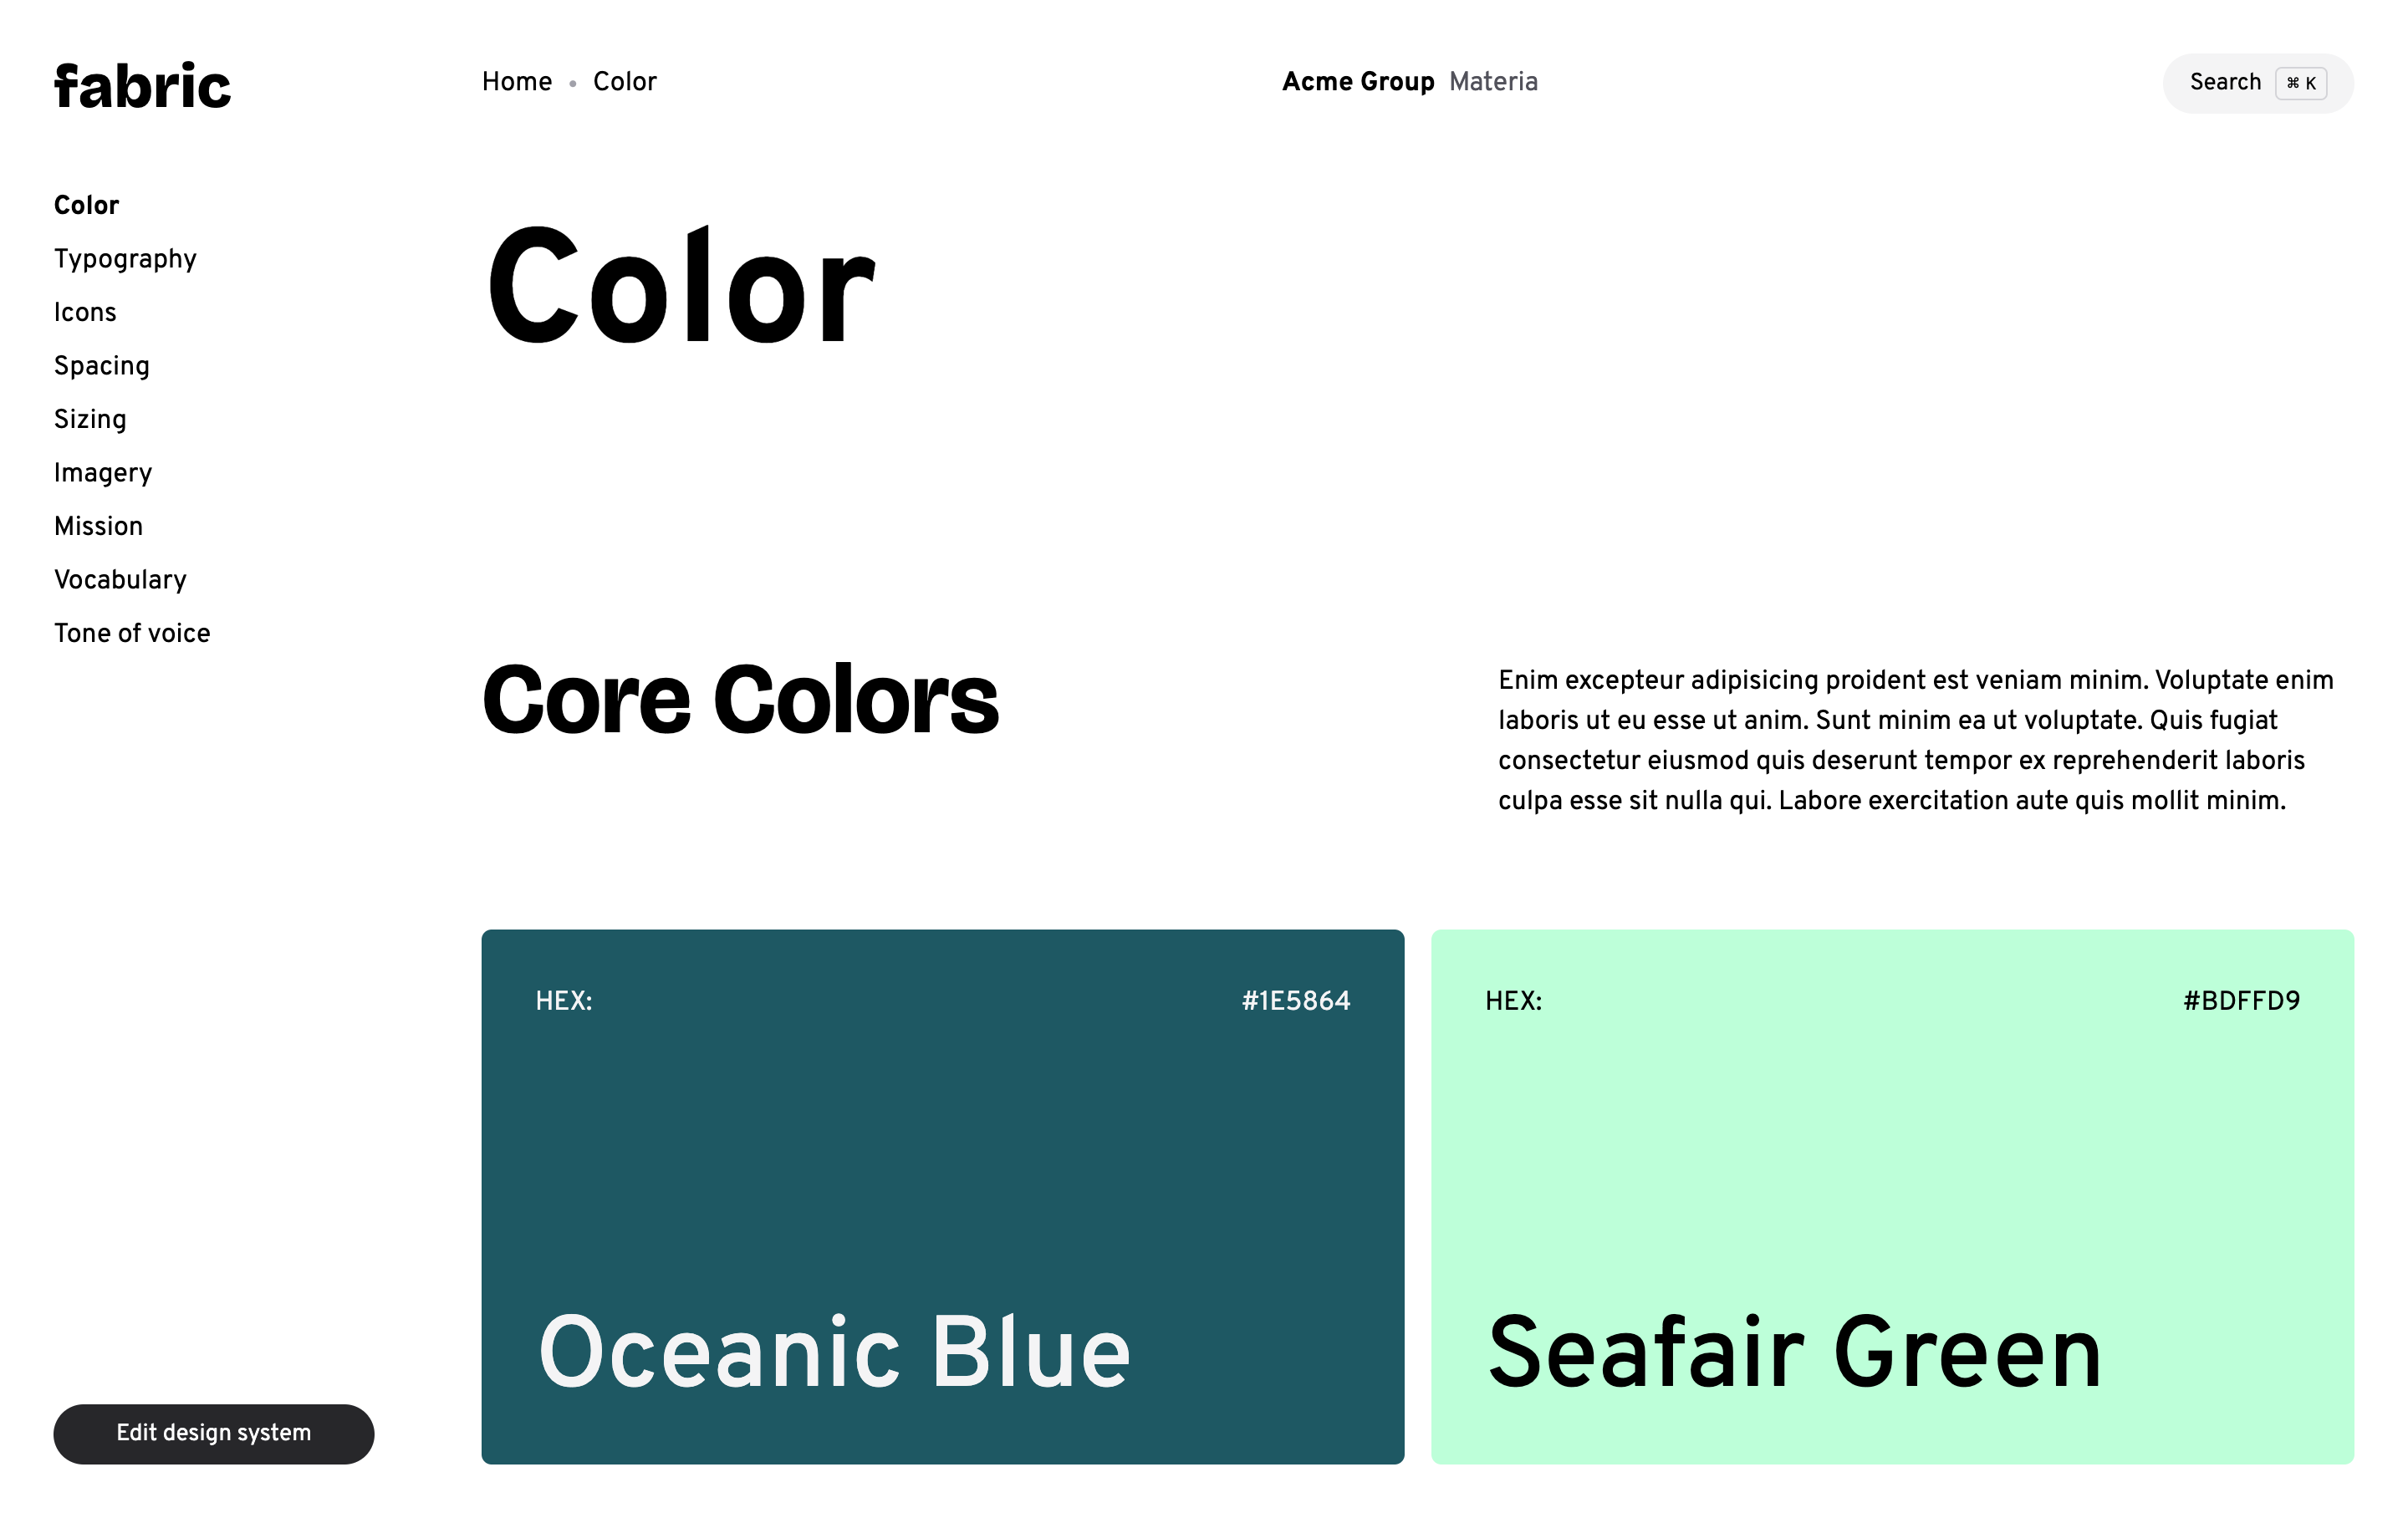 fabric
Home • Color
Acme Group Materia
Search ⌘ K
Color
Typography
Icons
Spacing
Sizing
Imagery
Mission
Vocabulary
Tone of voice
Edit design system
Color
Core Colors
Enim excepteur adipisicing proident est veniam minim. Voluptate enim
laboris ut eu esse ut anim. Sunt minim ea ut voluptate. Quis fugiat
consectetur eiusmod quis deserunt tempor ex reprehenderit laboris
culpa esse sit nulla qui. Labore exercitation aute quis mollit minim.
HEX: #1E5864
Oceanic Blue
HEX: #BDFFD9
Seafair Green